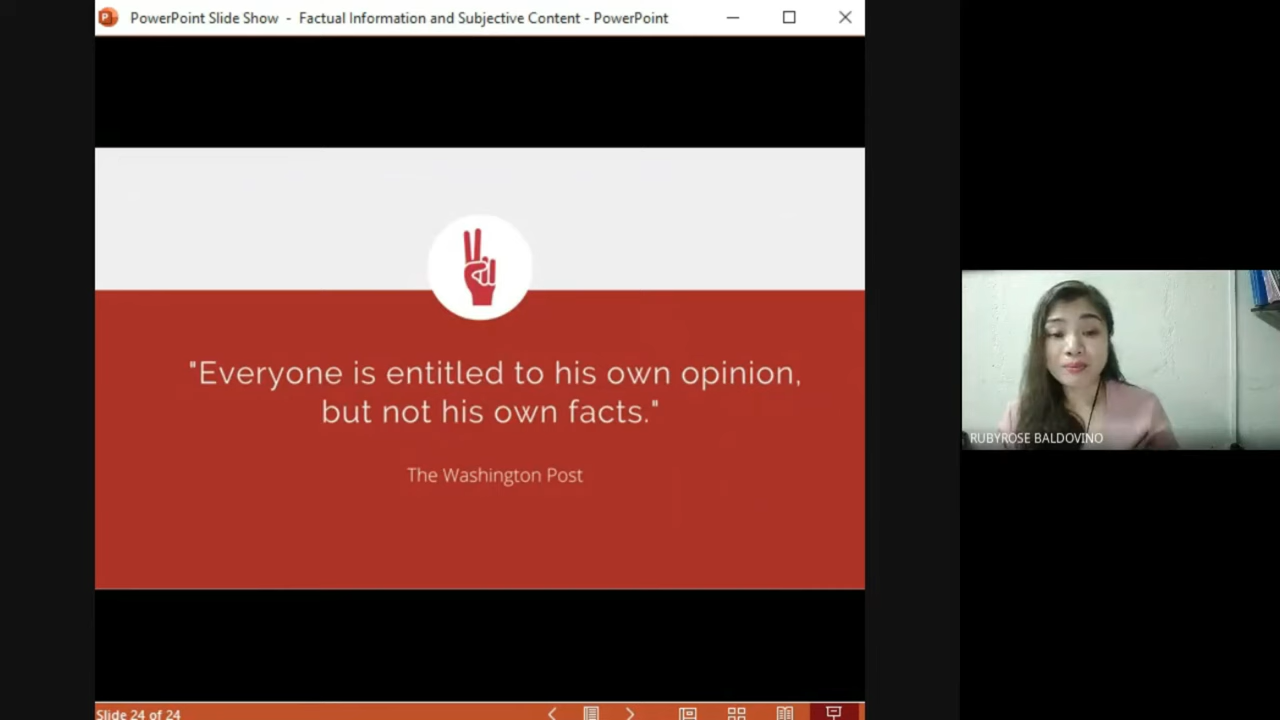 PowerPoint Slide Show - Factual Information and Subjective Content - PowerPoint
"Everyone is entitled to his own opinion,
but not his own facts."
The Washington Post
RUBYROSE BALDOVINO
Slide 24 of 24